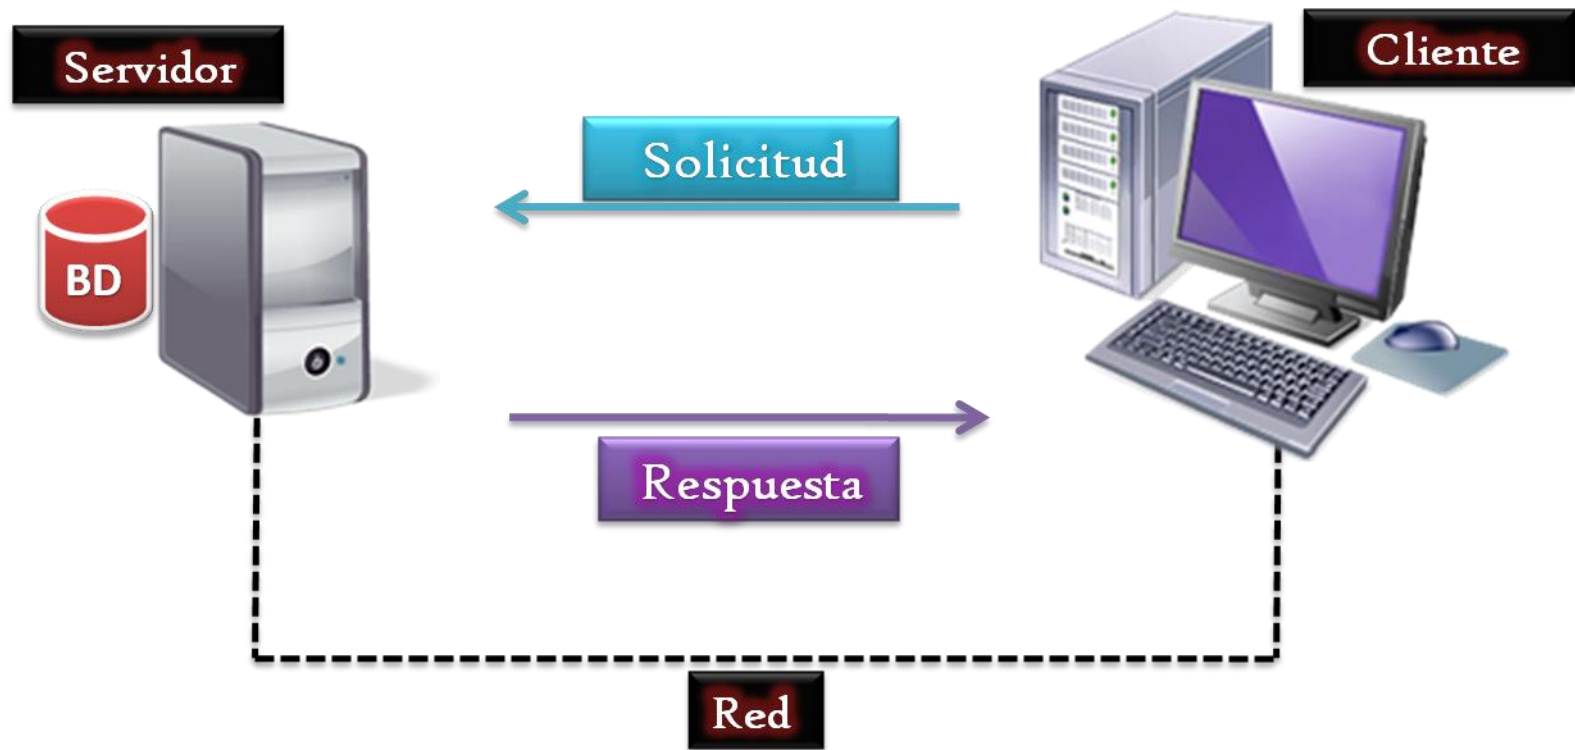 Servidor
Cliente
Solicitud
BD
Respuesta
Red